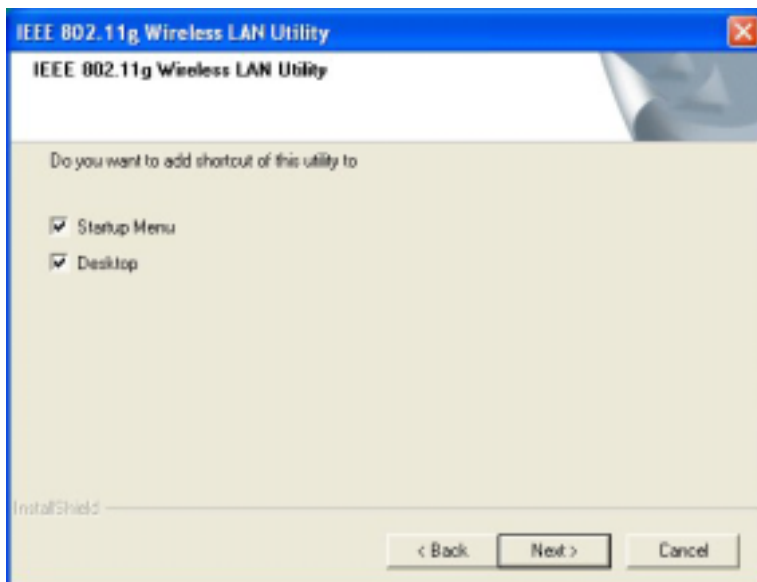 IEEE 802.11g Wireless LAN Utility
IEEE 802.11g Wireless LAN Utility
Do you want to add shortcut of this utility to
Startup Menu
Desktop
InstallShield
< Back
Next >
Cancel